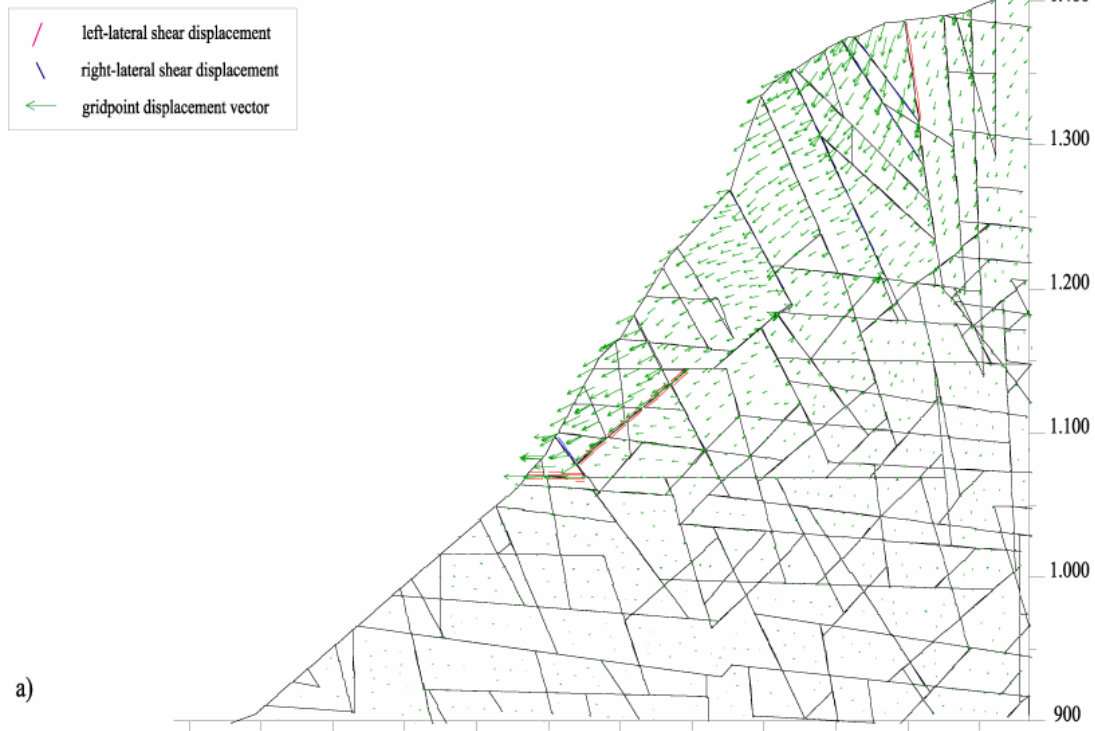 left-lateral shear displacement
right-lateral shear displacement
gridpoint displacement vector
1.300
1.200
1.100
1.000
900
a)